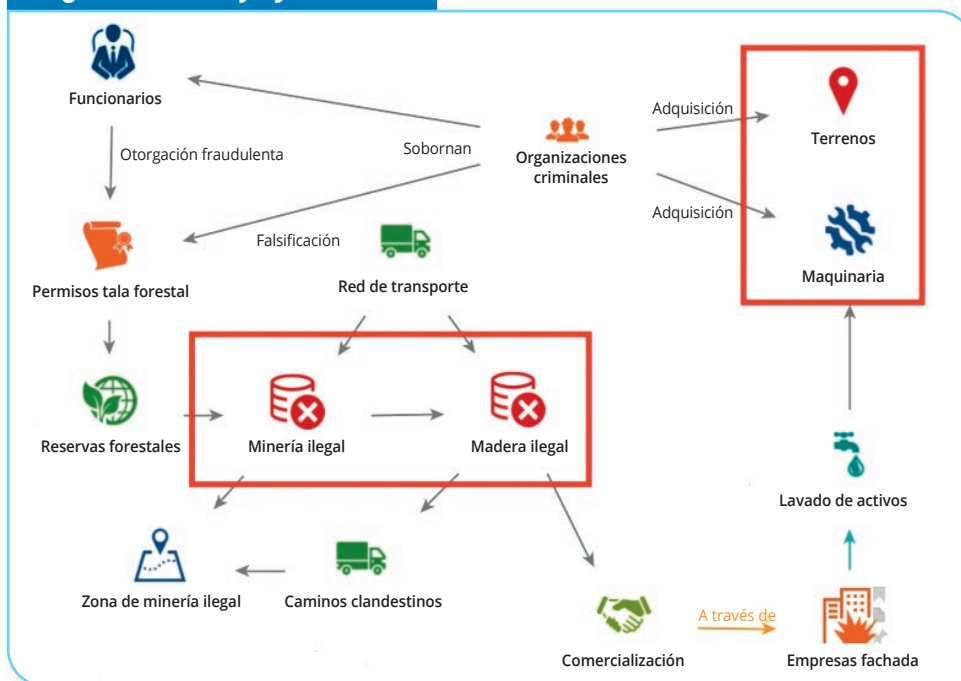 Funcionarios
Otorgación fraudulenta
Sobornan
Organizaciones
criminales
Adquisición
Terrenos
Adquisición
Maquinaria
Permisos tala forestal
Falsificación
Red de transporte
Reservas forestales
Minería ilegal
Madera ilegal
Lavado de activos
Zona de minería ilegal
Caminos clandestinos
Comercialización
A través de
Empresas fachada